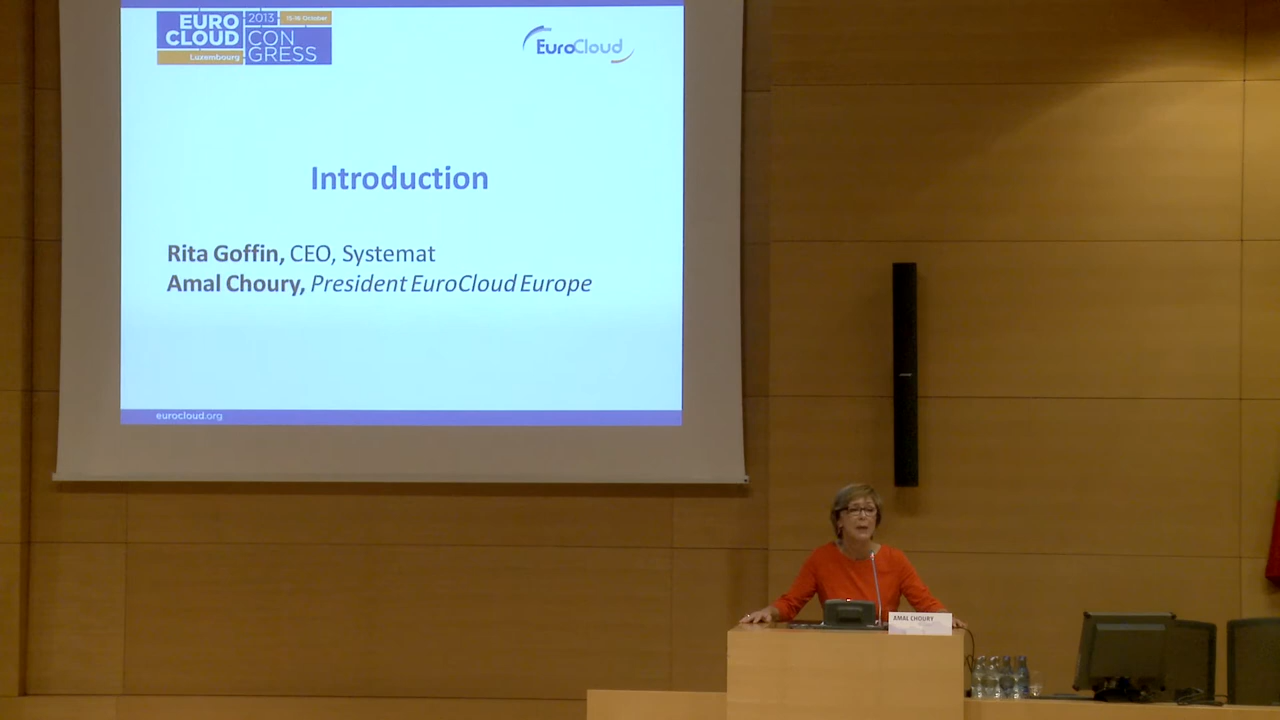 EURO 2013 15-16 October
CLOUD CON
Luxembourg GRESS
EuroCloud
Introduction
Rita Goffin, CEO, Systemat
Amal Choury, President EuroCloud Europe
eurocloud.org
AMAL CHOURY